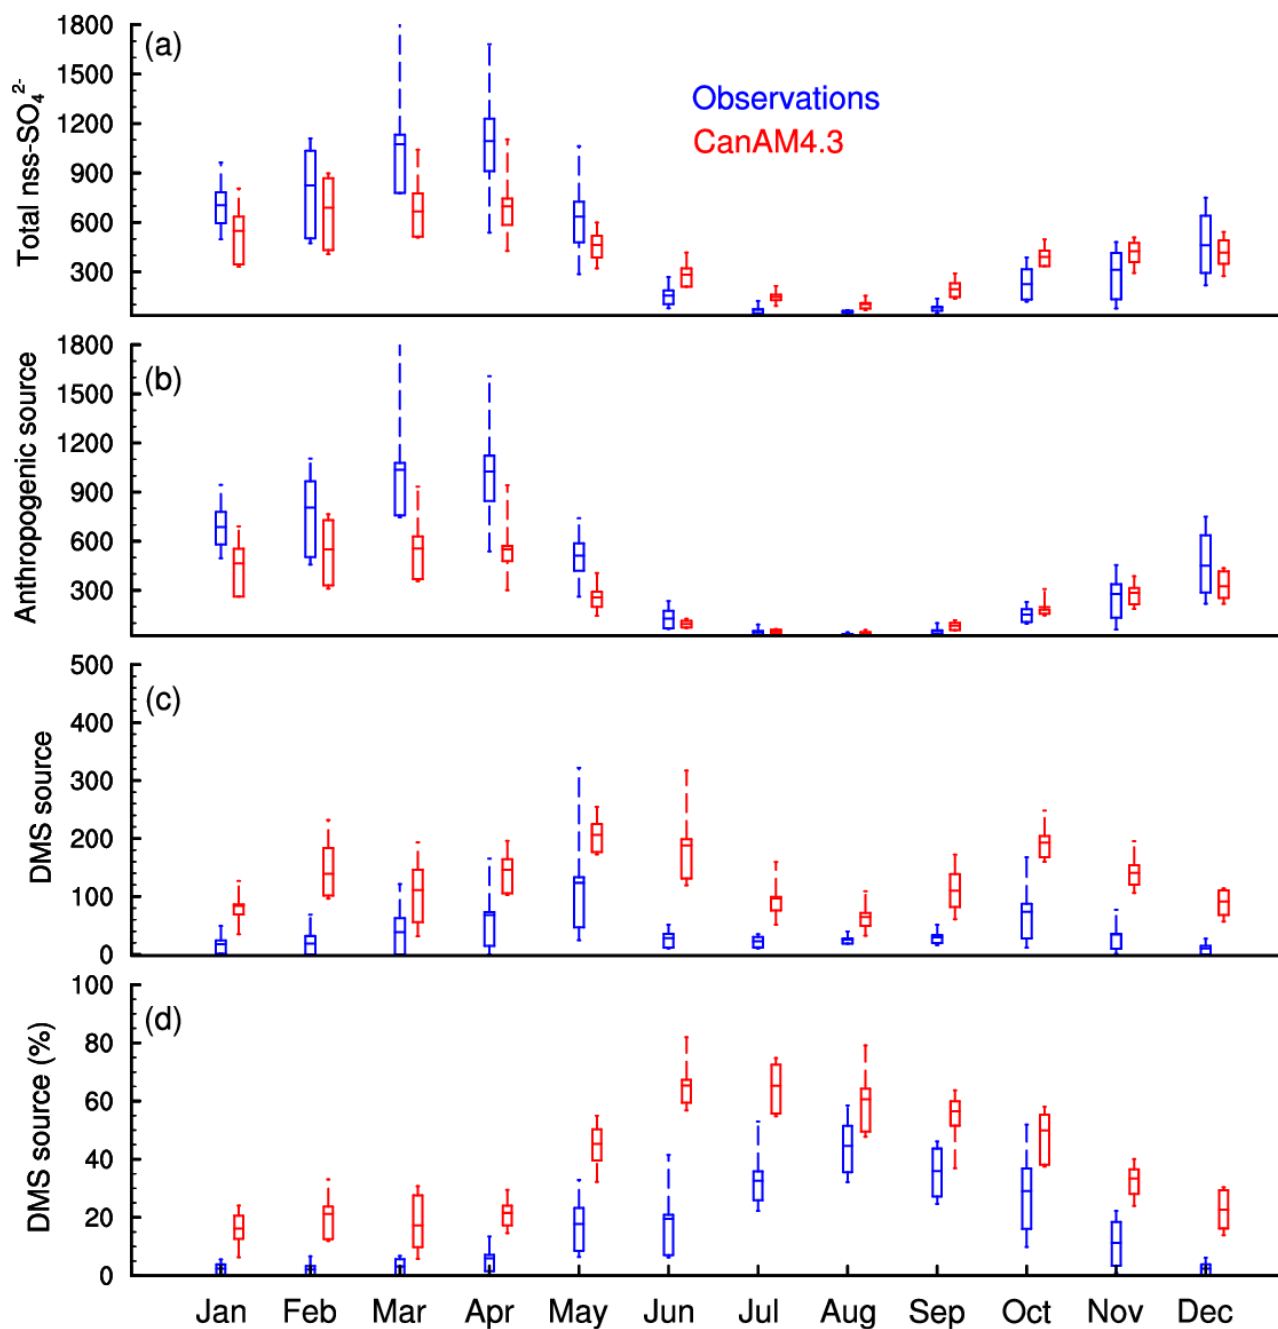 (a)
Total nss-SO₄²⁻
1800
1500
1200
900
600
300
Observations
CanAM4.3
(b)
Anthropogenic source
1800
1500
1200
900
600
300
(c)
DMS source
500
400
300
200
100
0
(d)
DMS source (%)
100
80
60
40
20
0
Jan Feb Mar Apr May Jun Jul Aug Sep Oct Nov Dec